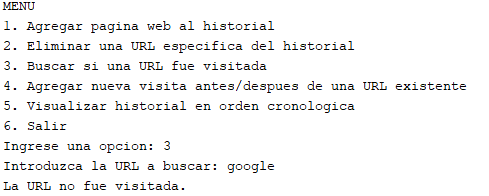 MENU
1. Agregar pagina web al historial
2. Eliminar una URL especifica del historial
3. Buscar si una URL fue visitada
4. Agregar nueva visita antes/despues de una URL existente
5. Visualizar historial en orden cronologica
6. Salir
Ingrese una opcion: 3
Introduzca la URL a buscar: google
La URL no fue visitada.